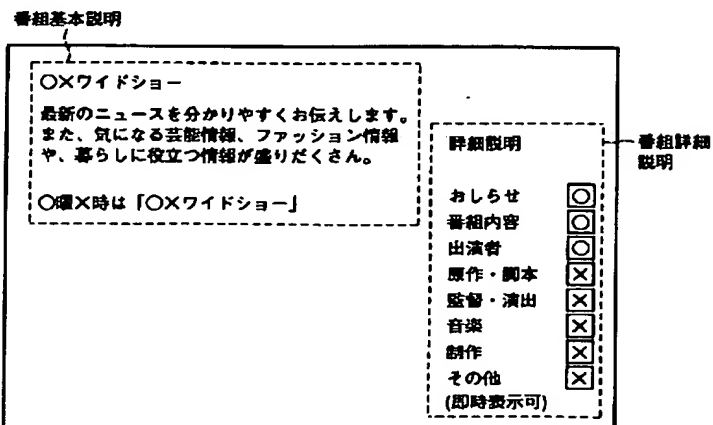 番組基本説明
○×ワイドショー
最新のニュースを分かりやすくお伝えします。
また、気になる芸能情報、ファッション情報
や、暮らしに役立つ情報が盛りだくさん。
○曜×時は「○×ワイドショー」
詳細説明
おしらせ ○
番組内容 ○
出演者 ○
原作・脚本 ×
監督・演出 ×
音楽 ×
制作 ×
その他 ×
(即時表示可)
番組詳細
説明